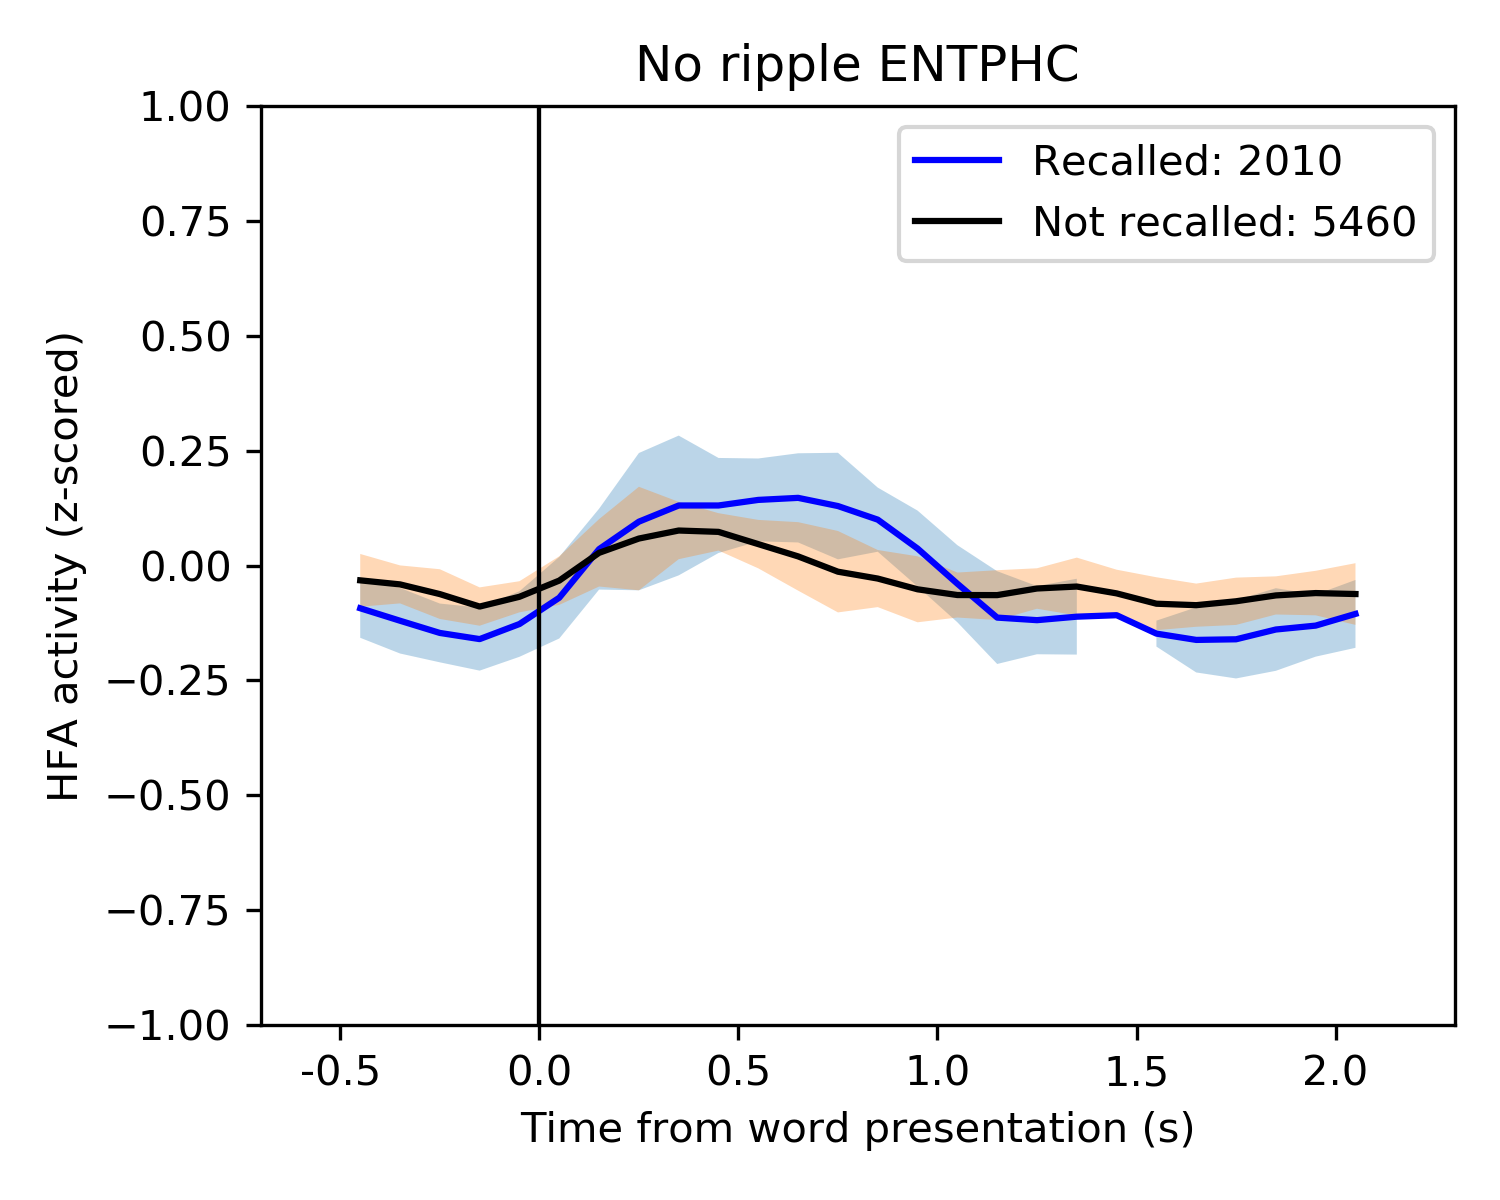 No ripple ENTPHC
Recalled: 2010
Not recalled: 5460
HFA activity (z-scored)
1.00
0.75
0.50
0.25
0.00
−0.25
−0.50
−0.75
−1.00
-0.5 0.0 0.5 1.0 1.5 2.0
Time from word presentation (s)